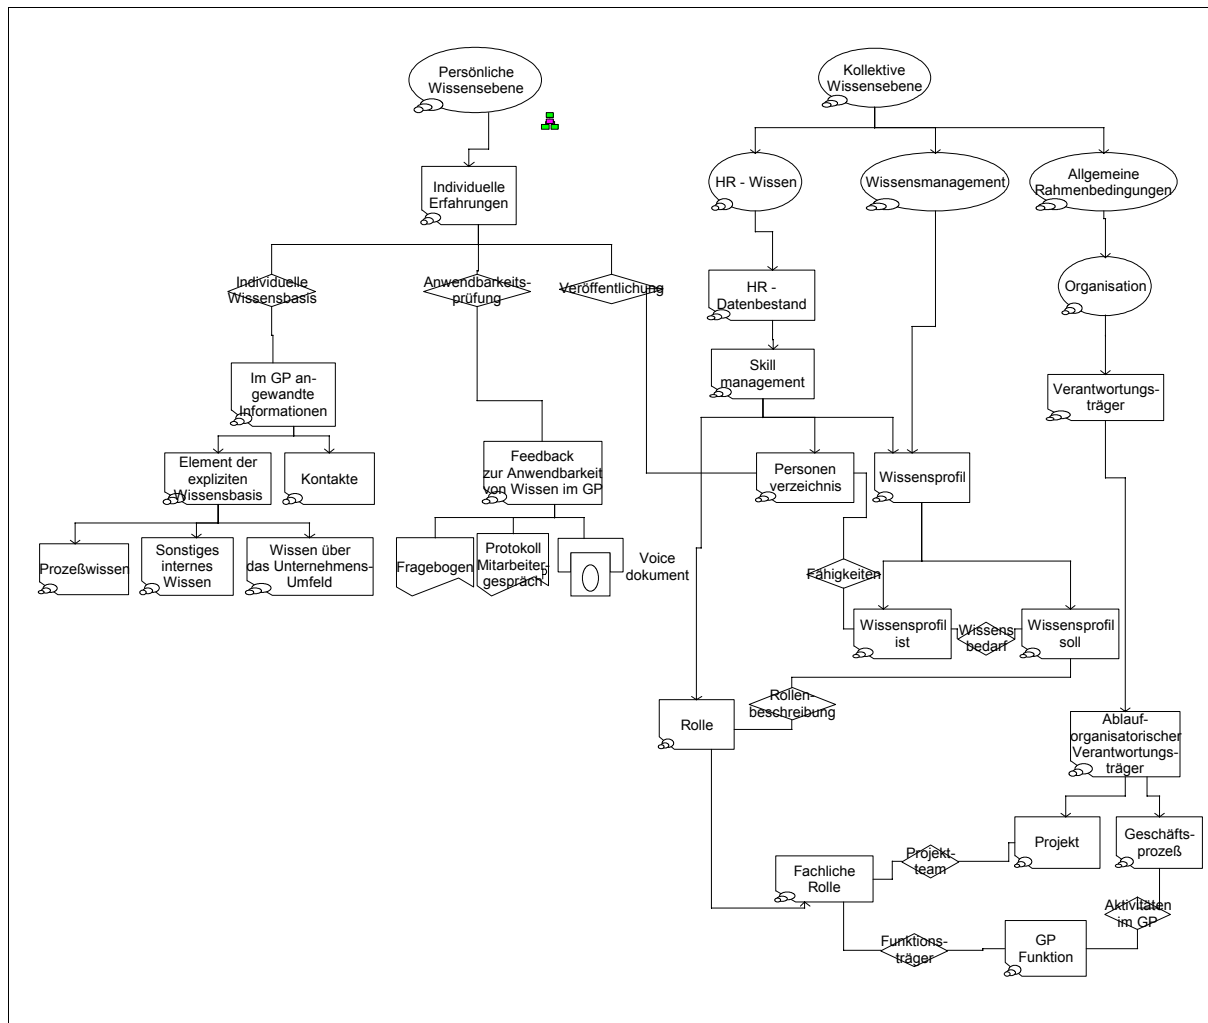 Persönliche
Wissensebene
Kollektive
Wissensebene
HR - Wissen
Wissensmanagement
Allgemeine
Rahmenbedingungen
Individuelle
Erfahrungen
Individuelle
Wissensbasis
Anwendbarkeits-
prüfung
Veröffentlichung
HR -
Datenbestand
Organisation
Im GP an-
gewandte
Informationen
Skill
management
Verantwortungs-
träger
Element der
expliziten
Wissensbasis
Kontakte
Feedback
zur Anwendbarkeit
von Wissen im GP
Personen
verzeichnis
Wissensprofil
Prozeßwissen
Sonstiges
internes
Wissen
Wissen über
das Unternehmens-
Umfeld
Fragebogen
Protokoll
Mitarbeiter-
gespräch
p
Voice
dokument
Fähigkeiten
Wissensprofil
ist
Wissens
bedarf
Wissensprofil
soll
Rolle
Rollen-
beschreibung
Ablauf-
organisatorischer
Verantwortungs-
träger
Projekt
Geschäfts-
prozeß
Fachliche
Rolle
Projekt-
team
Aktivitäten
im GP
Funktions-
träger
GP
Funktion